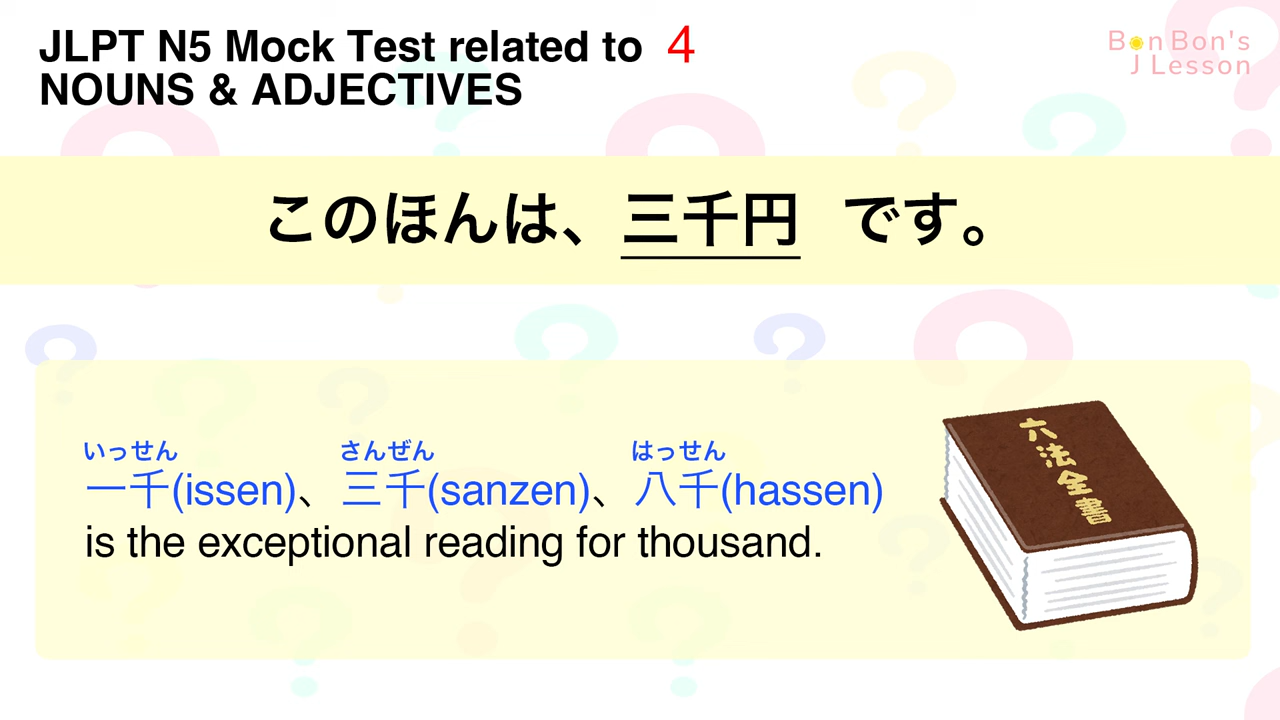 JLPT N5 Mock Test related to 4
NOUNS & ADJECTIVES
BonBon's
J Lesson
このほんは、三千円 です。
いっせん さんぜん はっせん
一千(issen)、三千(sanzen)、八千(hassen)
is the exceptional reading for thousand.
六法全書